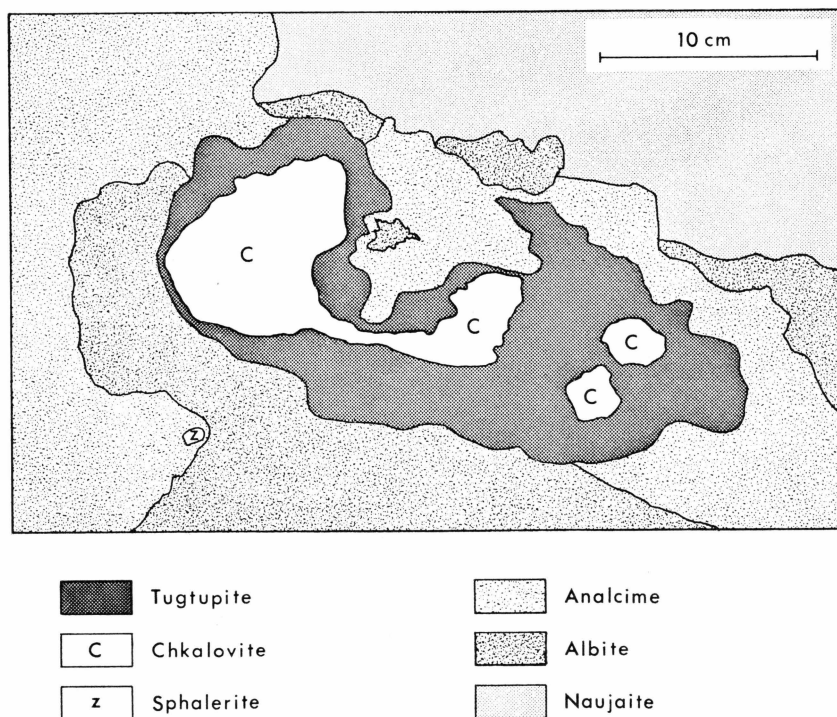 10 cm
C
C
C
C
z
Tugtupite
Analcime
C Chkalovite
Albite
z Sphalerite
Naujaite